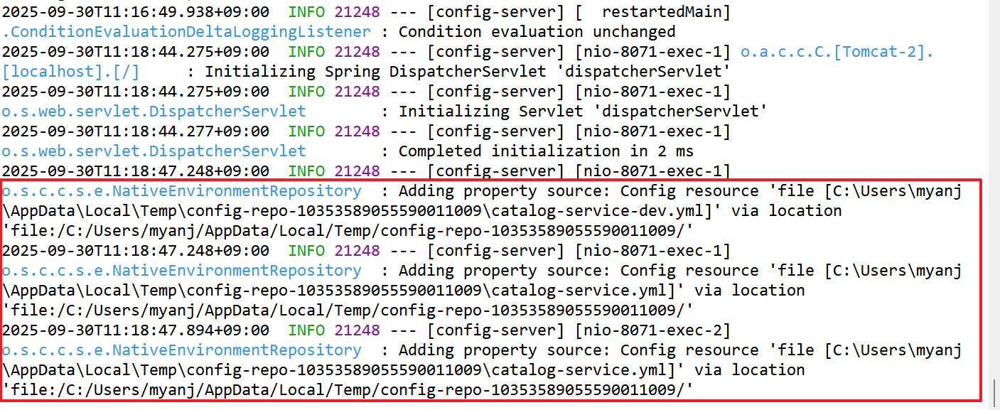 2025-09-30T11:16:49.938+09:00  INFO 21248 --- [config-server] [  restartedMain]
.ConditionEvaluationDeltaLoggingListener : Condition evaluation unchanged
2025-09-30T11:18:44.275+09:00  INFO 21248 --- [config-server] [nio-8071-exec-1] o.a.c.c.C.[Tomcat-2].
[localhost].[/]     : Initializing Spring DispatcherServlet 'dispatcherServlet'
2025-09-30T11:18:44.275+09:00  INFO 21248 --- [config-server] [nio-8071-exec-1]
o.s.web.servlet.DispatcherServlet        : Initializing Servlet 'dispatcherServlet'
2025-09-30T11:18:44.277+09:00  INFO 21248 --- [config-server] [nio-8071-exec-1]
o.s.web.servlet.DispatcherServlet        : Completed initialization in 2 ms
2025-09-30T11:18:47.248+09:00  INFO 21248 --- [config-server] [nio-8071-exec-1]
o.s.c.c.s.e.NativeEnvironmentRepository  : Adding property source: Config resource 'file [C:\Users\myanj
\AppData\Local\Temp\config-repo-10353589055590011009\catalog-service-dev.yml]' via location
'file:/C:/Users/myanj/AppData/Local/Temp/config-repo-10353589055590011009/'
2025-09-30T11:18:47.248+09:00  INFO 21248 --- [config-server] [nio-8071-exec-1]
o.s.c.c.s.e.NativeEnvironmentRepository  : Adding property source: Config resource 'file [C:\Users\myanj
\AppData\Local\Temp\config-repo-10353589055590011009\catalog-service.yml]' via location
'file:/C:/Users/myanj/AppData/Local/Temp/config-repo-10353589055590011009/'
2025-09-30T11:18:47.894+09:00  INFO 21248 --- [config-server] [nio-8071-exec-2]
o.s.c.c.s.e.NativeEnvironmentRepository  : Adding property source: Config resource 'file [C:\Users\myanj
\AppData\Local\Temp\config-repo-10353589055590011009\catalog-service.yml]' via location
'file:/C:/Users/myanj/AppData/Local/Temp/config-repo-10353589055590011009/'